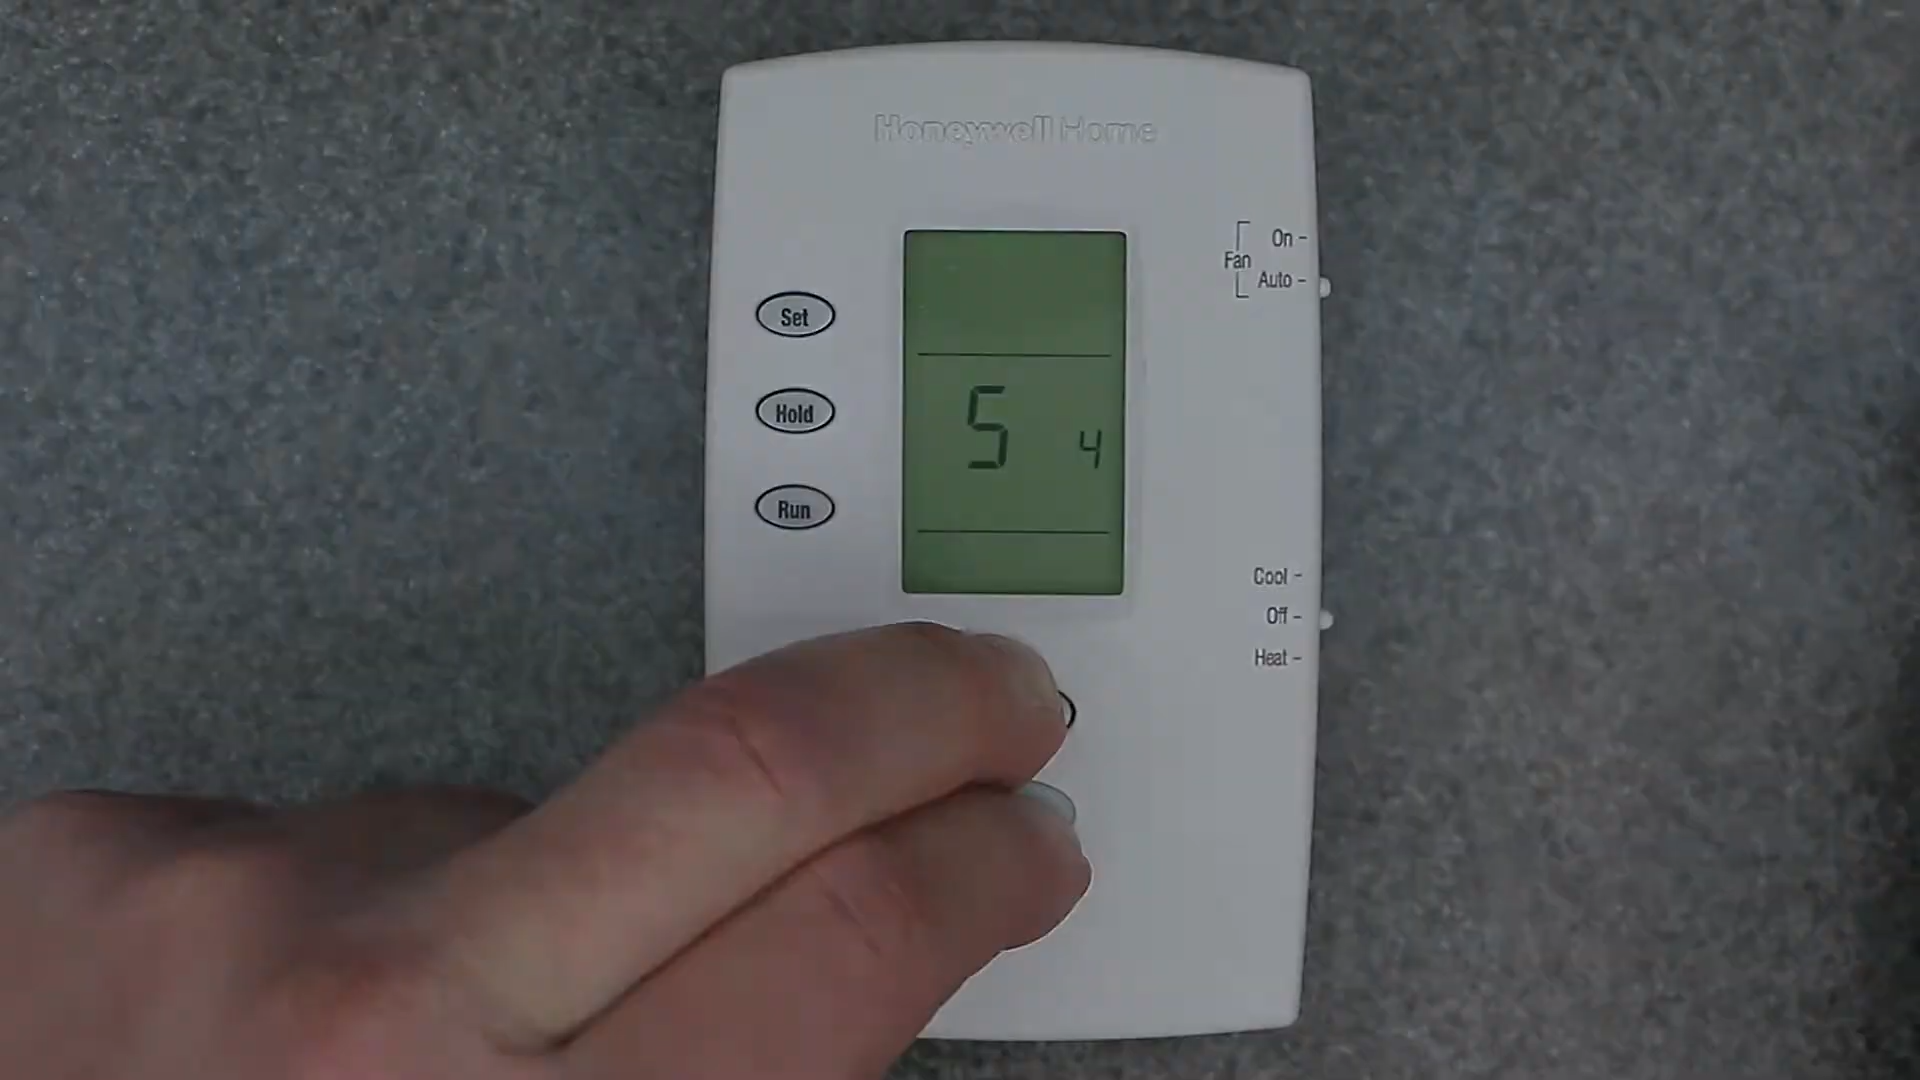 Honeywell Home
On -
Fan
Auto -
Set
Hold
Run
5 4
Cool -
Off -
Heat -